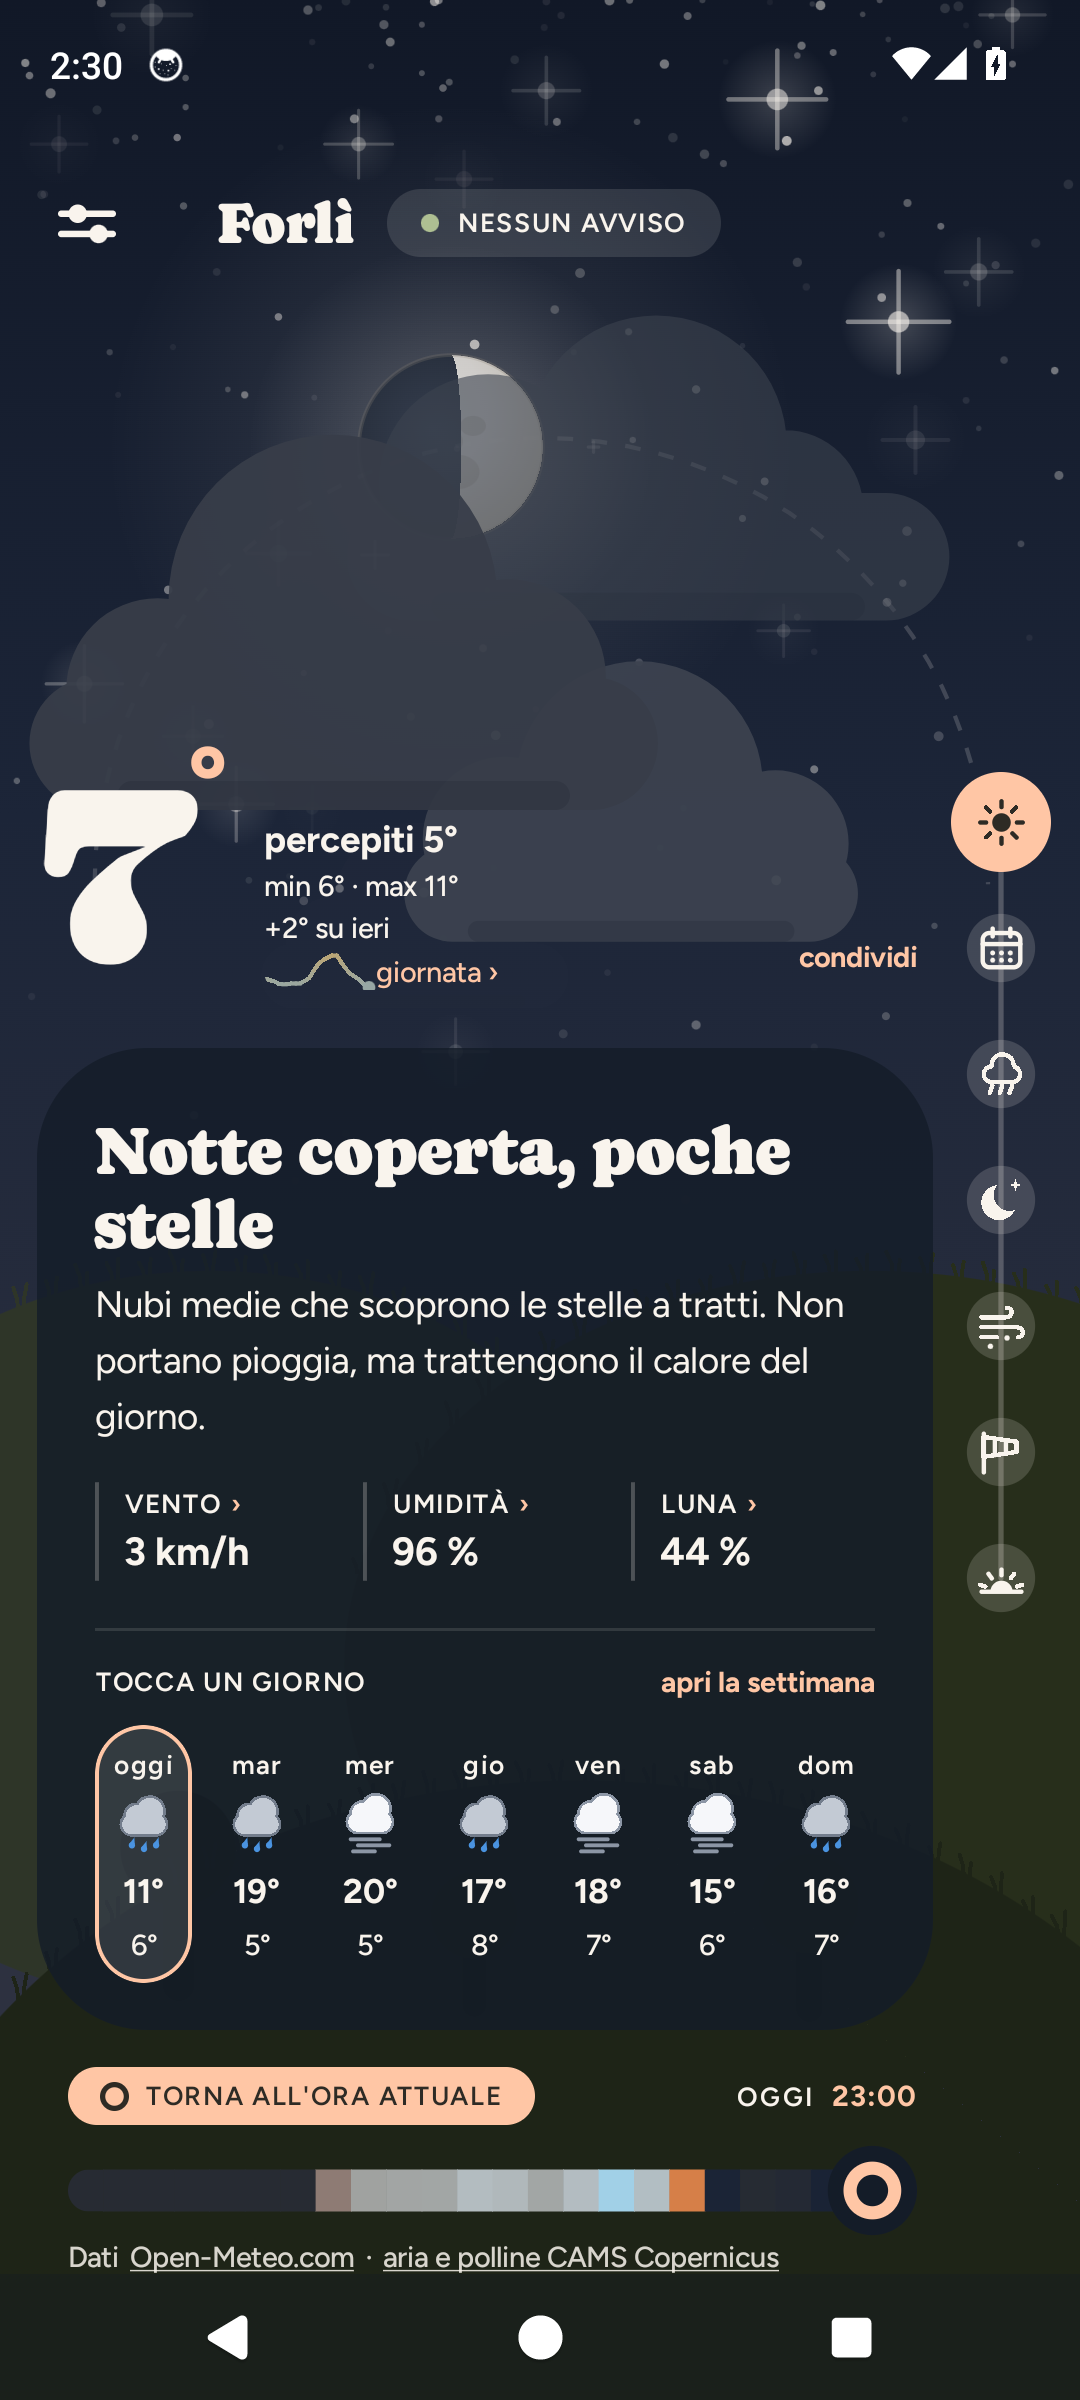 2:30
Forlì
NESSUN AVVISO
7°
percepiti 5°
min 6° · max 11°
+2° su ieri
giornata ›
condividi
Notte coperta, poche
stelle
Nubi medie che scoprono le stelle a tratti. Non
portano pioggia, ma trattengono il calore del
giorno.
VENTO › UMIDITÀ › LUNA ›
3 km/h 96 % 44 %
TOCCA UN GIORNO apri la settimana
oggi mar mer gio ven sab dom
11° 19° 20° 17° 18° 15° 16°
6° 5° 5° 8° 7° 6° 7°
TORNA ALL'ORA ATTUALE OGGI 23:00
Dati Open-Meteo.com · aria e polline CAMS Copernicus